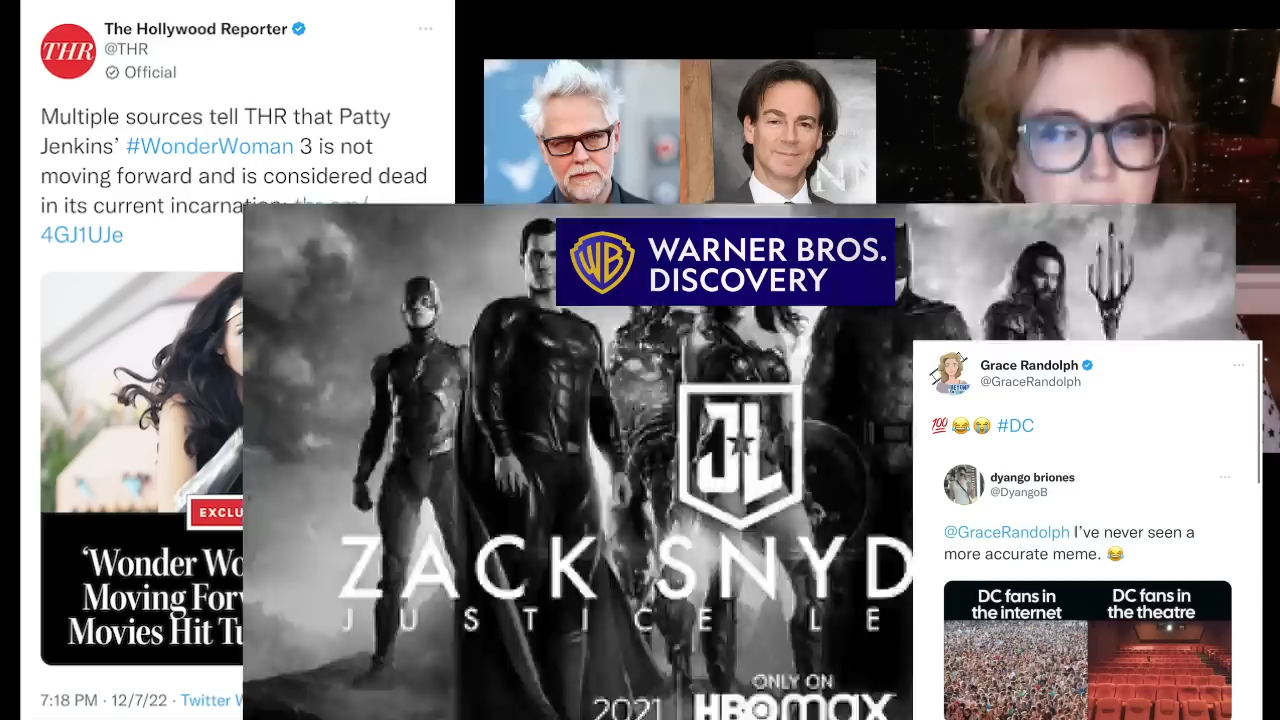 The Hollywood Reporter
THR
@THR
Official
Multiple sources tell THR that Patty
Jenkins’ #WonderWoman 3 is not
moving forward and is considered dead
in its current
4GJ1UJe
EXCLU
‘Wonder Wo
Moving For
Movies Hit Tu
7:18 PM · 12/7/22 · Twitter W
WB
WARNER BROS.
DISCOVERY
JL
ZACK SNYD
JUSTICE LE
ONLY ON
2021 HBOMAX
Grace Randolph
@GraceRandolph
💯😂😭 #DC
dyango briones
@DyangoB
@GraceRandolph I’ve never seen a
more accurate meme. 😂
DC fans in
the internet
DC fans in
the theatre